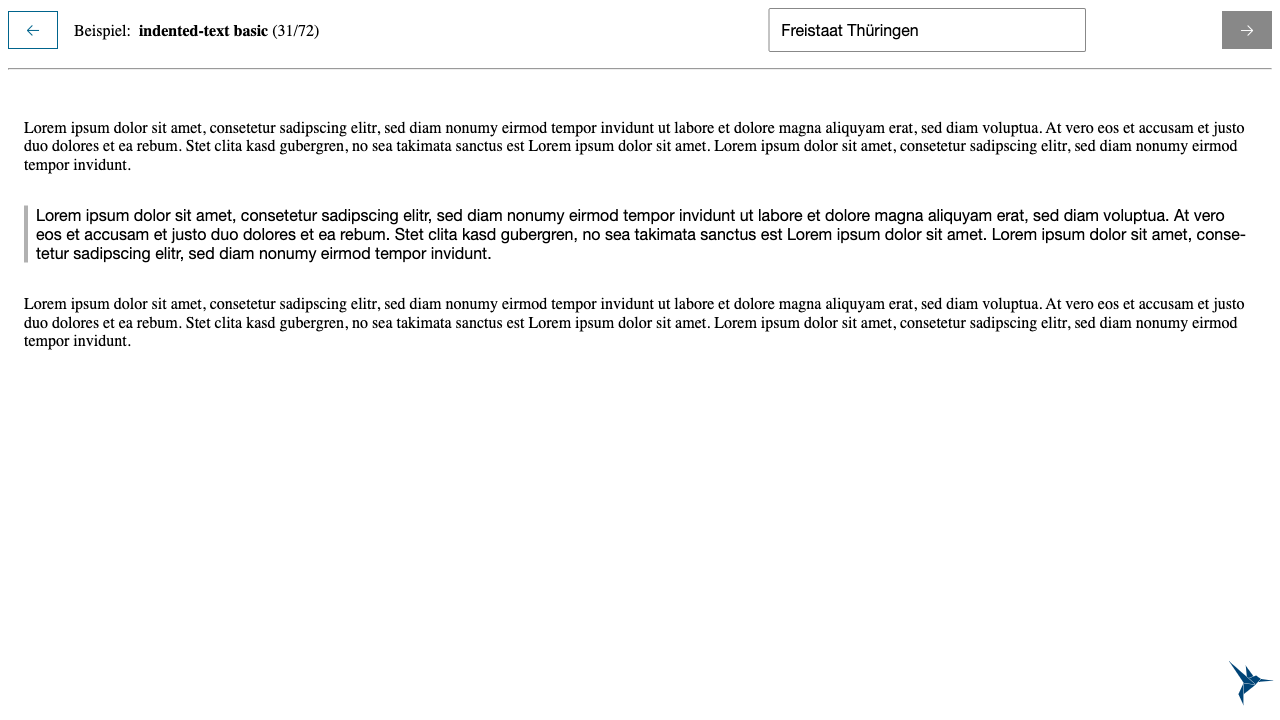 ← Beispiel: indented-text basic (31/72) Freistaat Thüringen →
Lorem ipsum dolor sit amet, consetetur sadipscing elitr, sed diam nonumy eirmod tempor invidunt ut labore et dolore magna aliquyam erat, sed diam voluptua. At vero eos et accusam et justo
duo dolores et ea rebum. Stet clita kasd gubergren, no sea takimata sanctus est Lorem ipsum dolor sit amet. Lorem ipsum dolor sit amet, consetetur sadipscing elitr, sed diam nonumy eirmod
tempor invidunt.
Lorem ipsum dolor sit amet, consetetur sadipscing elitr, sed diam nonumy eirmod tempor invidunt ut labore et dolore magna aliquyam erat, sed diam voluptua. At vero
eos et accusam et justo duo dolores et ea rebum. Stet clita kasd gubergren, no sea takimata sanctus est Lorem ipsum dolor sit amet. Lorem ipsum dolor sit amet, conse-
tetur sadipscing elitr, sed diam nonumy eirmod tempor invidunt.
Lorem ipsum dolor sit amet, consetetur sadipscing elitr, sed diam nonumy eirmod tempor invidunt ut labore et dolore magna aliquyam erat, sed diam voluptua. At vero eos et accusam et justo
duo dolores et ea rebum. Stet clita kasd gubergren, no sea takimata sanctus est Lorem ipsum dolor sit amet. Lorem ipsum dolor sit amet, consetetur sadipscing elitr, sed diam nonumy eirmod
tempor invidunt.